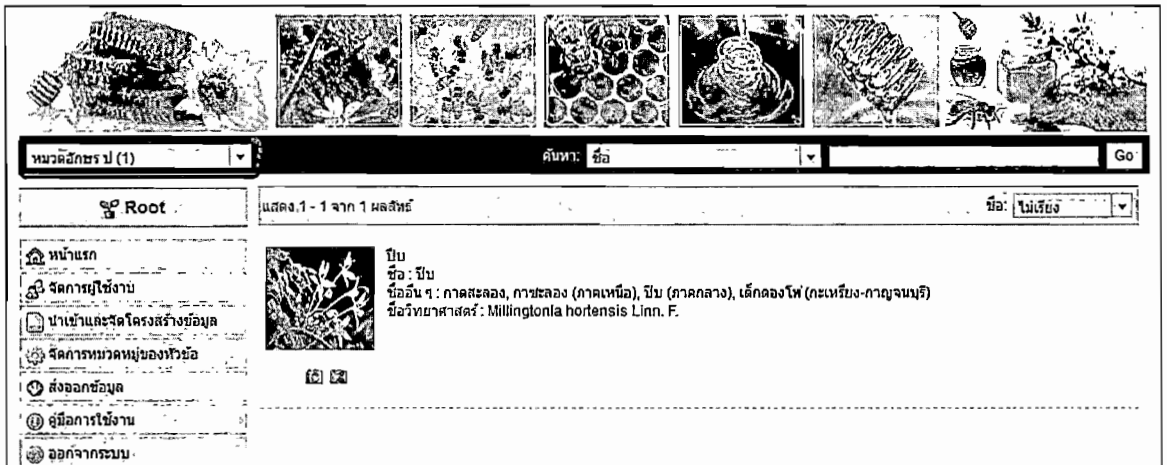 หมวดอักษร ป (1)
ค้นหา: ชื่อ
Go
Root
แสดง 1 - 1 จาก 1 ผลลัพธ์
ชื่อ: ไม่เรียง
หน้าแรก
จัดการผู้ใช้งาน
นำเข้าและจัดโครงสร้างข้อมูล
จัดการหมวดหมู่ของหัวข้อ
ส่งออกข้อมูล
คู่มือการใช้งาน
ออกจากระบบ
ปีบ
ชื่อ : ปีบ
ชื่ออื่น ๆ : กาดสะลอง, กาซะลอง (ภาคเหนือ), ปีบ (ภาคกลาง), เต็กตองโพ่ (กะเหรี่ยง-กาญจนบุรี)
ชื่อวิทยาศาสตร์ : Millingtonia hortensis Linn. F.